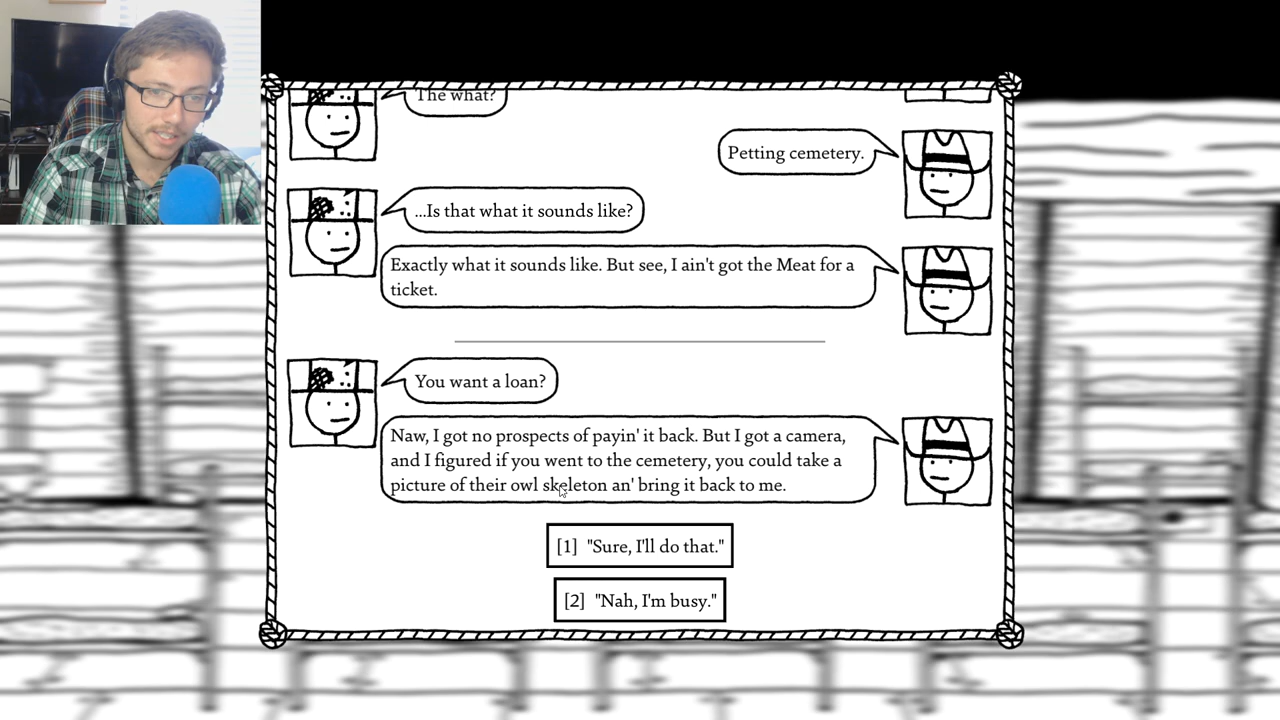 The what?
Petting cemetery.
...Is that what it sounds like?
Exactly what it sounds like. But see, I ain't got the Meat for a
ticket.
You want a loan?
Naw, I got no prospects of payin' it back. But I got a camera,
and I figured if you went to the cemetery, you could take a
picture of their owl skeleton an' bring it back to me.
[1] "Sure, I'll do that."
[2] "Nah, I'm busy."